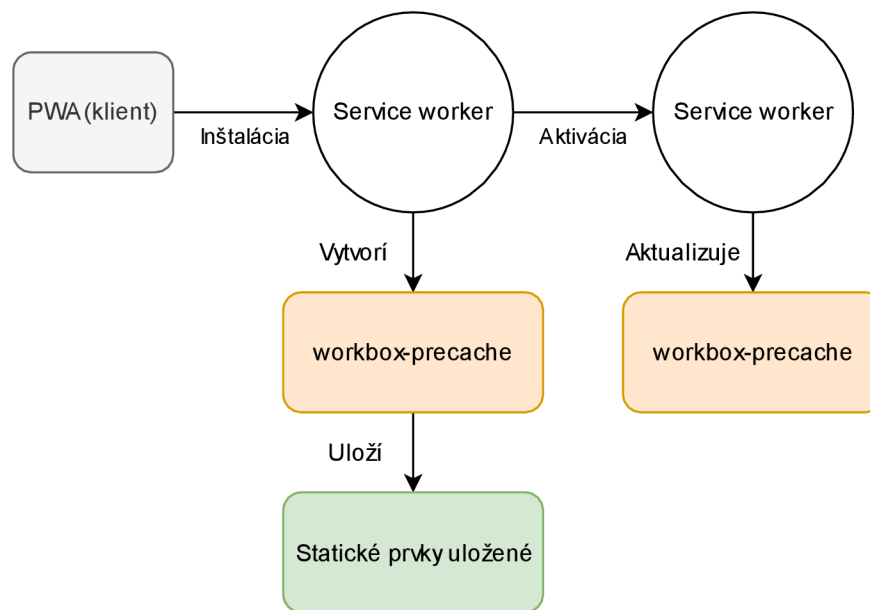 PWA (klient)
Inštalácia
Service worker
Aktivácia
Service worker
Vytvorí
Aktualizuje
workbox-precache
workbox-precache
Uloží
Statické prvky uložené